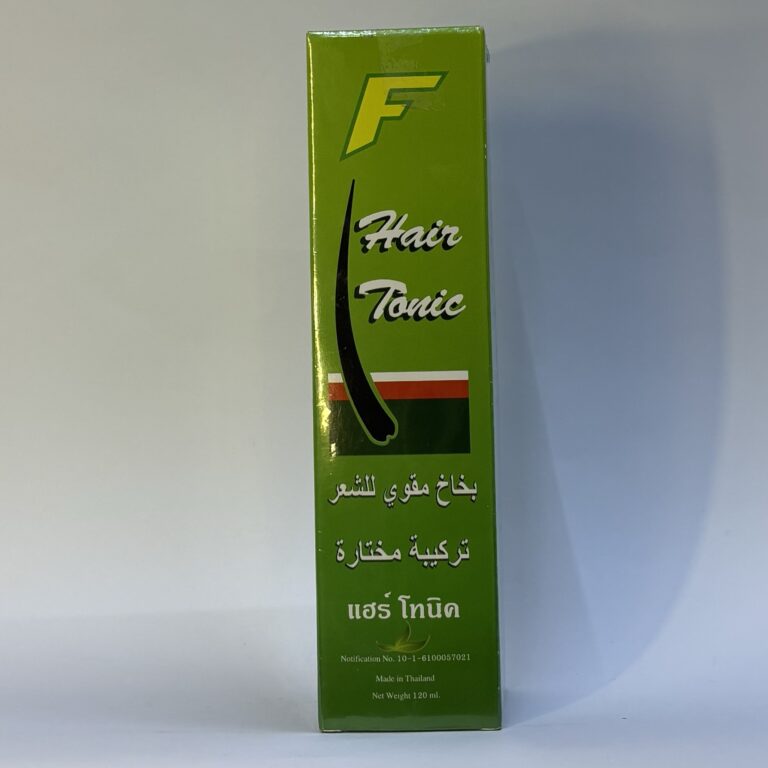 F
Hair
Tonic
بخاخ مقوي للشعر
تركيبة مختارة
แฮร์ โทนิค
Notification No. 10-1-6100057021
Made in Thailand
Net Weight 120 ml.